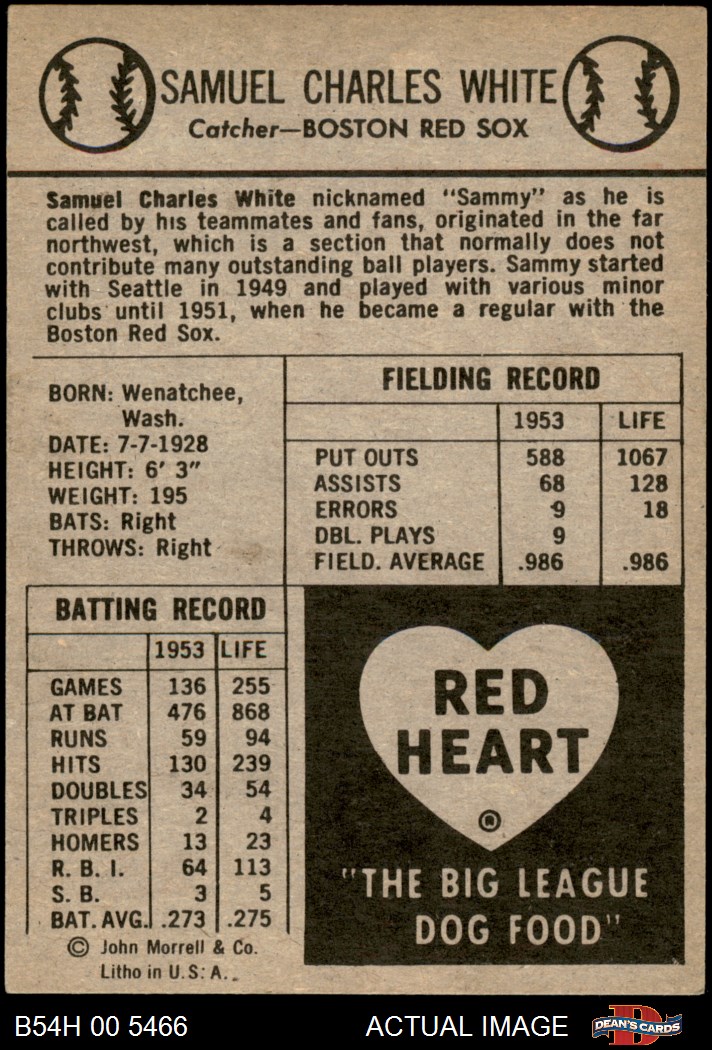 SAMUEL CHARLES WHITE
Catcher—BOSTON RED SOX
Samuel Charles White nicknamed "Sammy" as he is
called by his teammates and fans, originated in the far
northwest, which is a section that normally does not
contribute many outstanding ball players. Sammy started
with Seattle in 1949 and played with various minor
clubs until 1951, when he became a regular with the
Boston Red Sox.
BORN: Wenatchee,
Wash.
DATE: 7-7-1928
HEIGHT: 6' 3"
WEIGHT: 195
BATS: Right
THROWS: Right
FIELDING RECORD
1953 LIFE
PUT OUTS 588 1067
ASSISTS 68 128
ERRORS 9 18
DBL. PLAYS 9
FIELD. AVERAGE .986 .986
BATTING RECORD
1953 LIFE
GAMES 136 255
AT BAT 476 868
RUNS 59 94
HITS 130 239
DOUBLES 34 54
TRIPLES 2 4
HOMERS 13 23
R. B. I. 64 113
S. B. 3 5
BAT. AVG. .273 .275
© John Morrell & Co.
Litho in U. S. A.
RED
HEART
®
"THE BIG LEAGUE
DOG FOOD"
B54H 00 5466 ACTUAL IMAGE DEAN'S CARDS